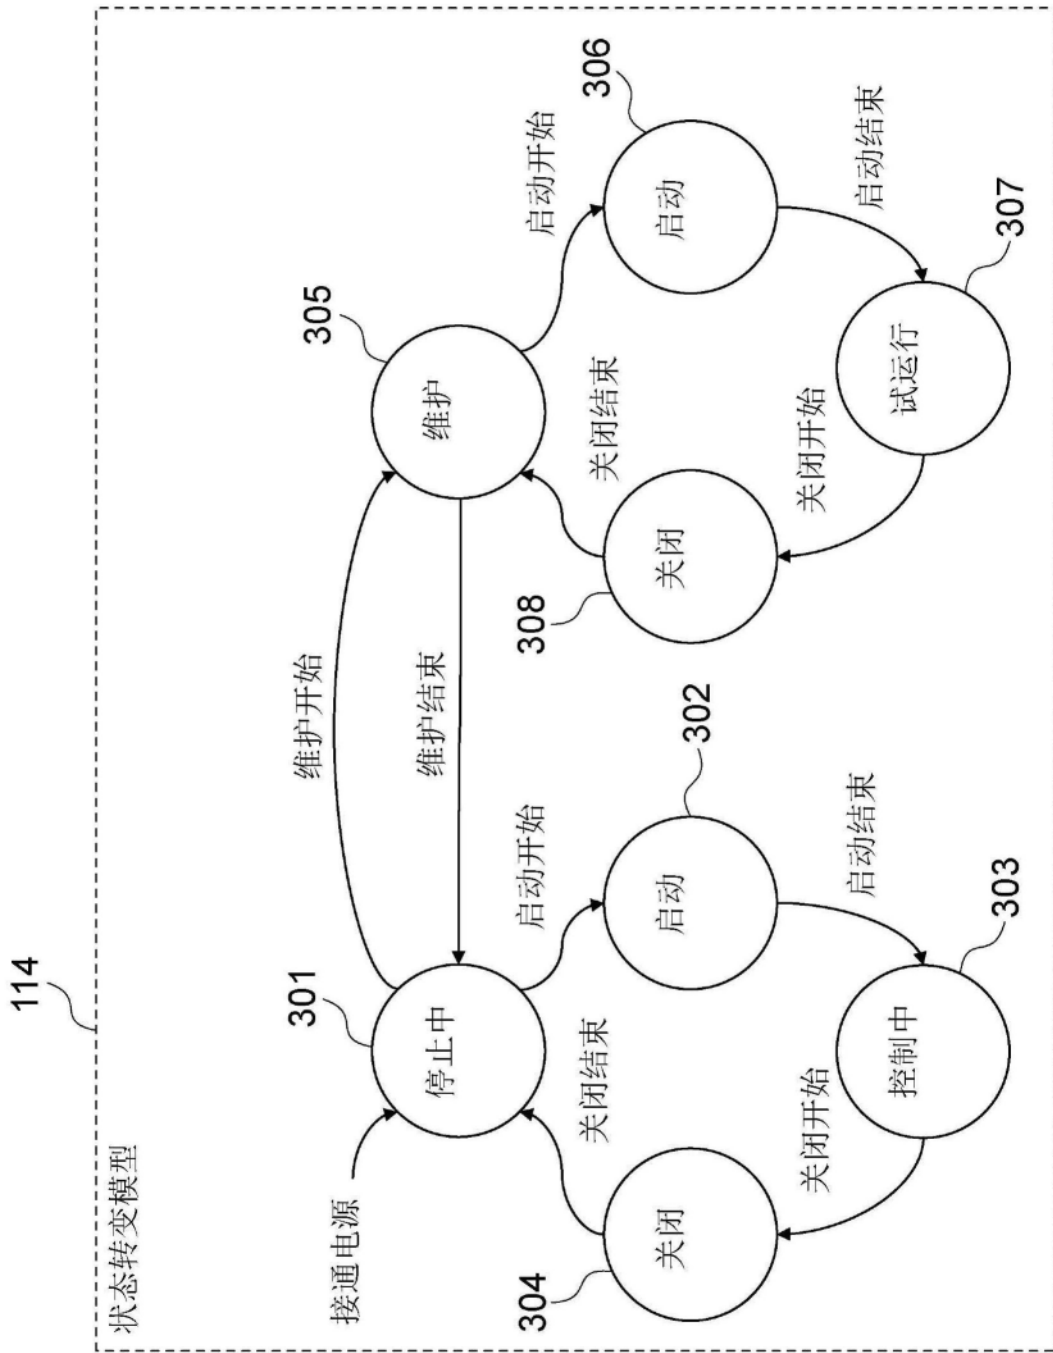 114
状态转变模型
接通电源
301
停止中
维护开始
维护结束
305
维护
启动开始
关闭结束
302
启动
304
关闭
启动结束
关闭开始
303
控制中
启动开始
关闭结束
306
启动
308
关闭
启动结束
关闭开始
307
试运行